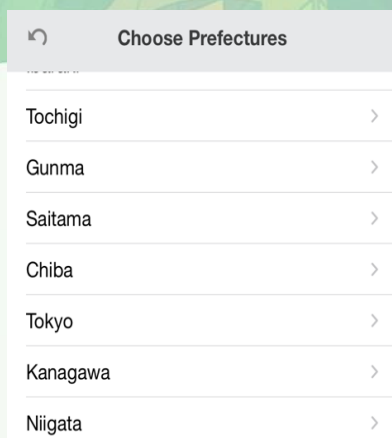 Choose Prefectures
Tochigi
Gunma
Saitama
Chiba
Tokyo
Kanagawa
Niigata